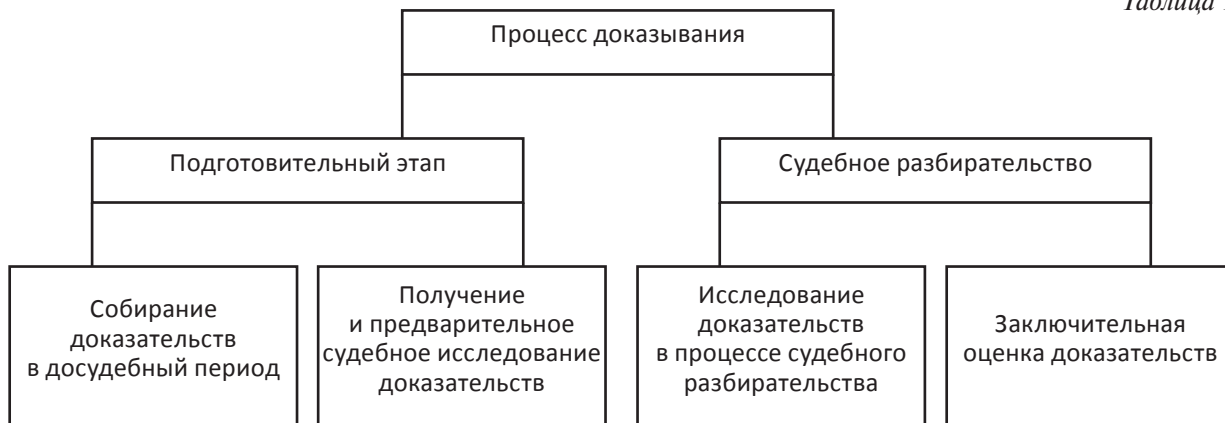 Таблица
Процесс доказывания
Подготовительный этап
Судебное разбирательство
Собирание
доказательств
в досудебный период
Получение
и предварительное
судебное исследование
доказательств
Исследование
доказательств
в процессе судебного
разбирательства
Заключительная
оценка доказательств